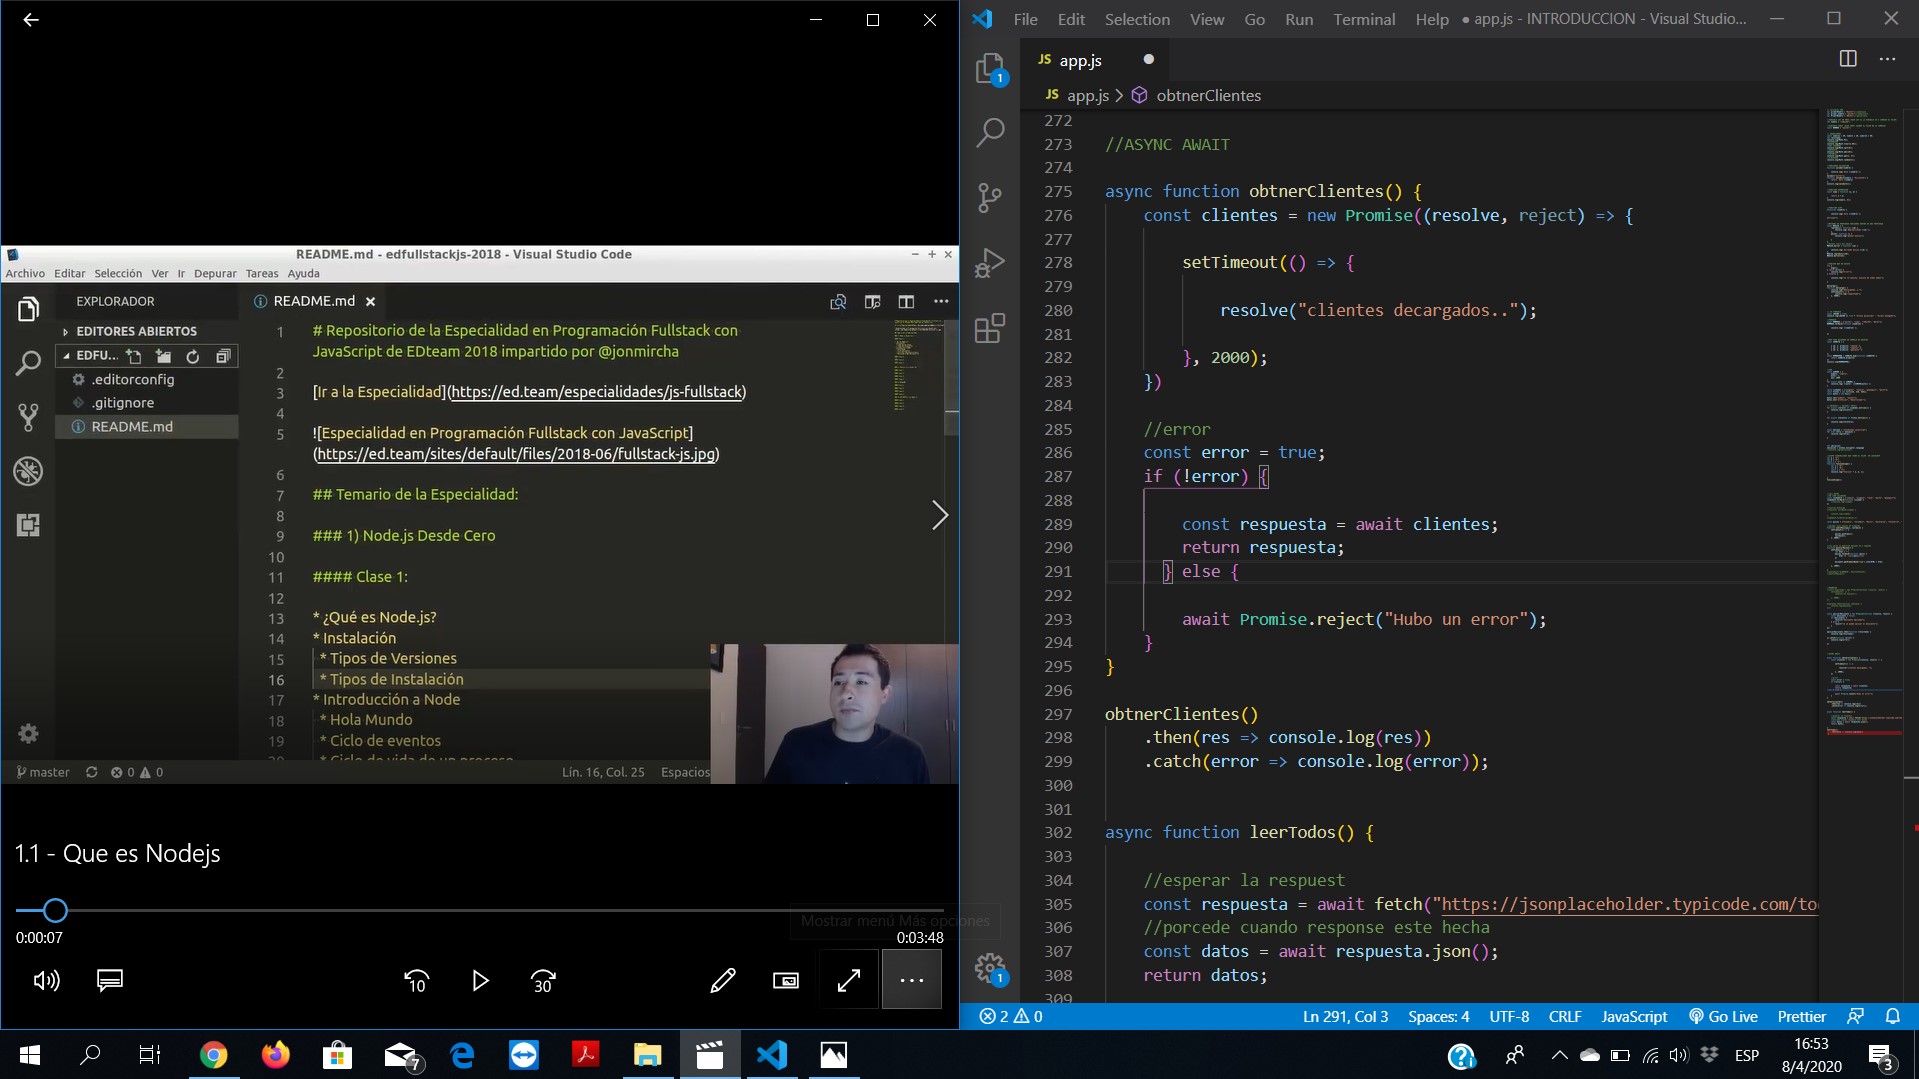 README.md - edfullstackjs-2018 - Visual Studio Code
Archivo Editar Selección Ver Ir Depurar Tareas Ayuda
EXPLORADOR
EDITORES ABIERTOS
EDFU...
.editorconfig
.gitignore
README.md
README.md
1 # Repositorio de la Especialidad en Programación Fullstack con
JavaScript de EDteam 2018 impartido por @jonmircha
2
3 [Ir a la Especialidad](https://ed.team/especialidades/js-fullstack)
4
5 ![Especialidad en Programación Fullstack con JavaScript]
(https://ed.team/sites/default/files/2018-06/fullstack-js.jpg)
6
7 ## Temario de la Especialidad:
8
9 ### 1) Node.js Desde Cero
10
11 #### Clase 1:
12
13 * ¿Qué es Node.js?
14 * Instalación
15 * Tipos de Versiones
16 * Tipos de Instalación
17 * Introducción a Node
18 * Hola Mundo
19 * Ciclo de eventos
20 * Ciclo de vida de un proceso
master 0 0 Lín. 16, Col. 25 Espacios
1.1 - Que es Nodejs
Mostrar menú Más opciones
0:00:07 0:03:48
10 30
File Edit Selection View Go Run Terminal Help ● app.js - INTRODUCCION - Visual Studio...
1
JS app.js ●
JS app.js > obtnerClientes
272
273 //ASYNC AWAIT
274
275 async function obtnerClientes() {
276 const clientes = new Promise((resolve, reject) => {
277
278 setTimeout(() => {
279
280 resolve("clientes decargados..");
281
282 }, 2000);
283 })
284
285 //error
286 const error = true;
287 if (!error) {
288
289 const respuesta = await clientes;
290 return respuesta;
291 } else {
292
293 await Promise.reject("Hubo un error");
294 }
295 }
296
297 obtnerClientes()
298 .then(res => console.log(res))
299 .catch(error => console.log(error));
300
301
302 async function leerTodos() {
303
304 //esperar la respuest
305 const respuesta = await fetch("https://jsonplaceholder.typicode.com/to
306 //porcede cuando response este hecha
307 const datos = await respuesta.json();
308 return datos;
309
1
2 0 Ln 291, Col 3 Spaces: 4 UTF-8 CRLF JavaScript Go Live Prettier
7 ESP 16:53
8/4/2020 3